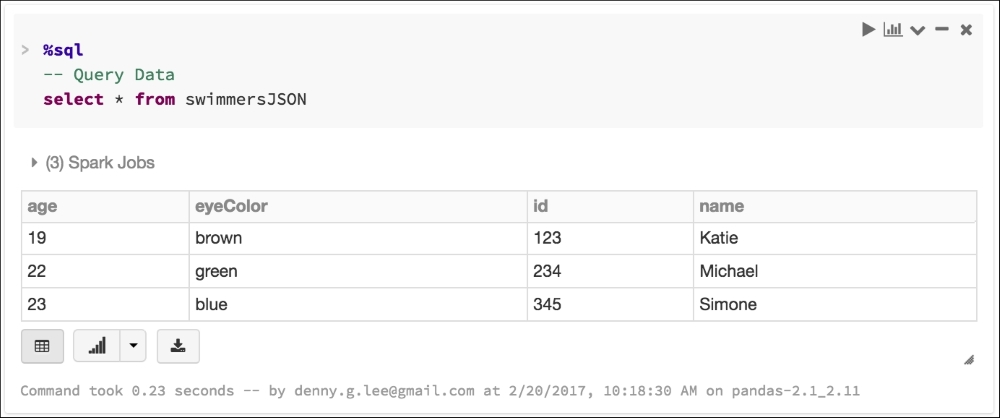 > %sql
-- Query Data
select * from swimmersJSON
(3) Spark Jobs
age eyeColor id name
19 brown 123 Katie
22 green 234 Michael
23 blue 345 Simone
Command took 0.23 seconds -- by denny.g.lee@gmail.com at 2/20/2017, 10:18:30 AM on pandas-2.1_2.11